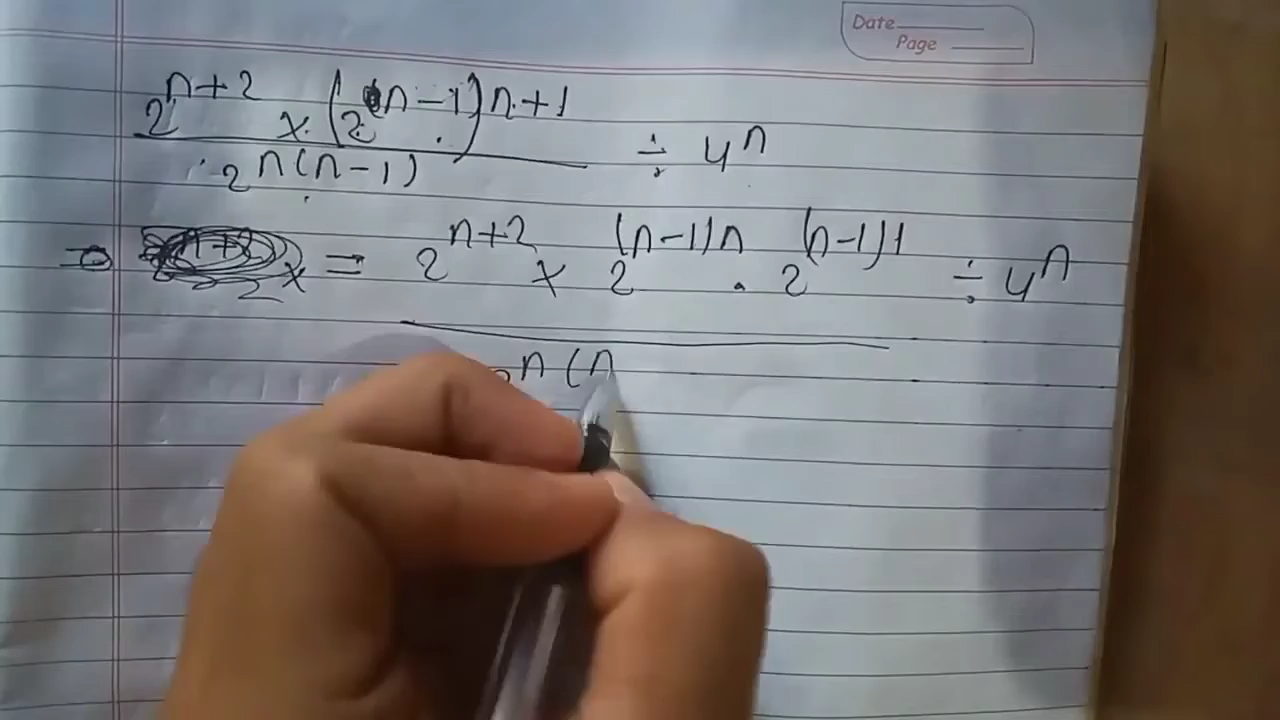 Date
Page
2^{n+2} × (2^{n-1})^{n+1} ÷ 4^n
2^{n(n-1)}
⇒ = 2^{n+2} × 2^{(n-1)n} . 2^{(n-1)1} ÷ 4^n
2^{n(n